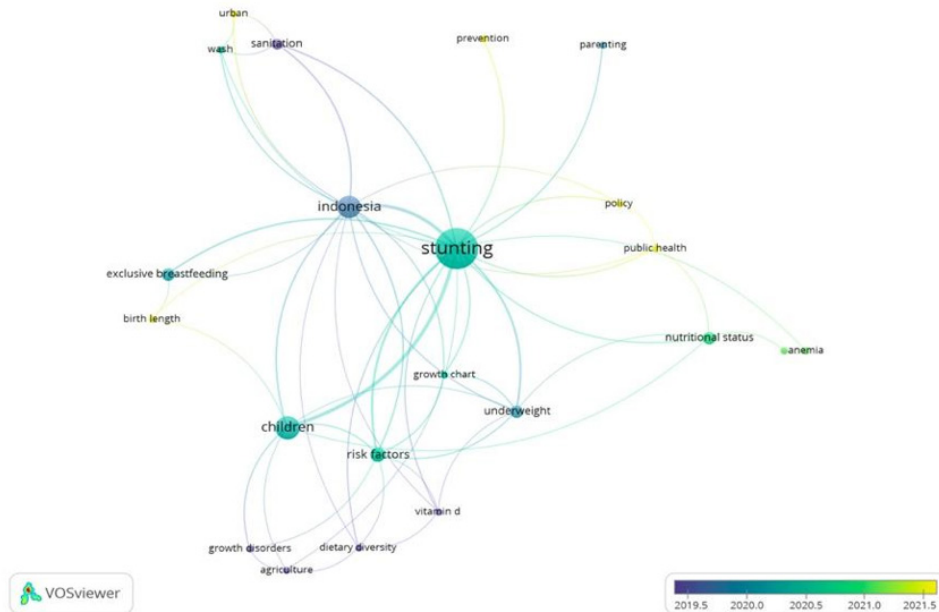 urban
sanitation
wash
prevention
parenting
indonesia
policy
stunting
public health
exclusive breastfeeding
birth length
nutritional status
anemia
growth chart
underweight
children
risk factors
vitamin d
growth disorders
dietary diversity
agriculture
VOSviewer
2019.5 2020.0 2020.5 2021.0 2021.5